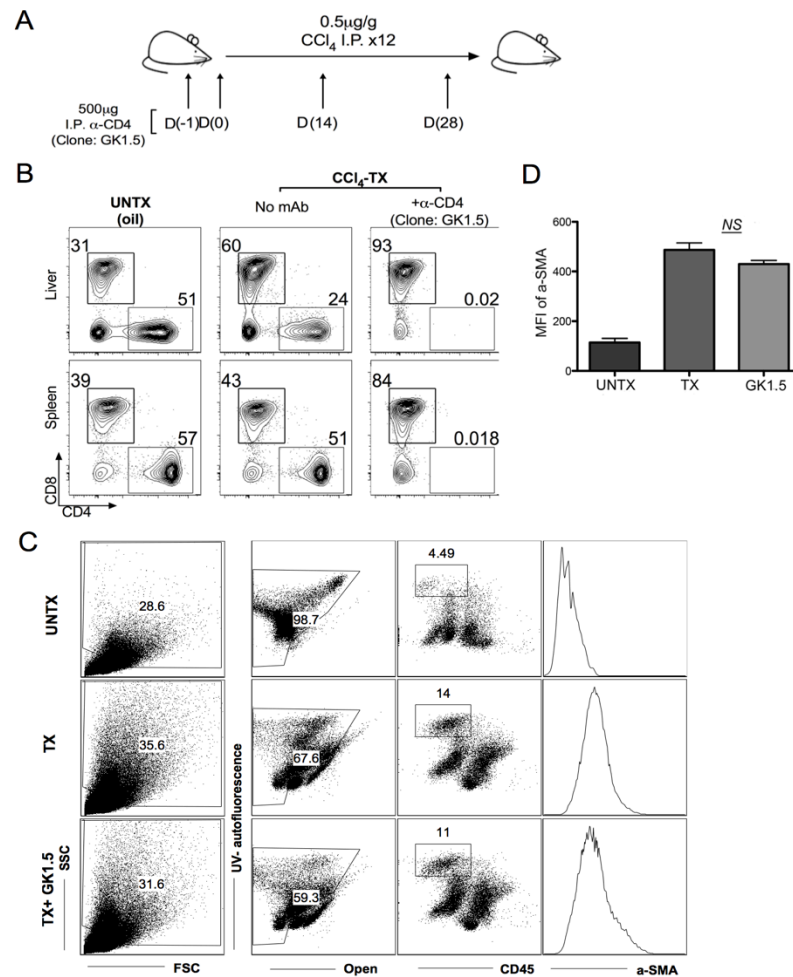 A
0.5µg/g
CCl4 I.P. x12
500µg
I.P. α-CD4
(Clone: GK1.5)
D(-1) D(0) D(14) D(28)
B
CCl4-TX
UNTX
(oil)
No mAb
+α-CD4
(Clone: GK1.5)
Liver
31
51
60
24
93
0.02
Spleen
39
57
43
51
84
0.018
CD8
CD4
D
MFI of a-SMA
600
400
200
0
NS
UNTX TX GK1.5
C
UNTX
28.6
98.7
4.49
TX
35.6
67.6
14
TX+ GK1.5
31.6
59.3
11
SSC
UV- autofluorescence
FSC
Open
CD45
a-SMA